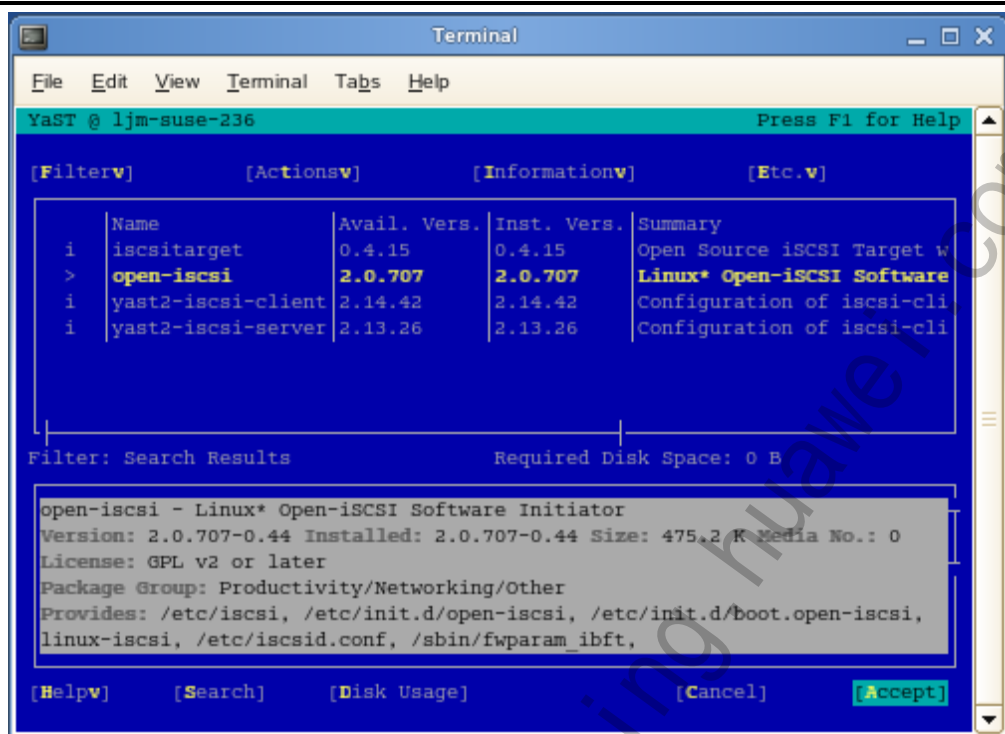 Terminal
File Edit View Terminal Tabs Help
YaST @ ljm-suse-236 Press F1 for Help
[Filterv] [Actionsv] [Informationv] [Etc.v]
Name Avail. Vers. Inst. Vers. Summary
i iscsitarget 0.4.15 0.4.15 Open Source iSCSI Target w
> open-iscsi 2.0.707 2.0.707 Linux* Open-iSCSI Software
i yast2-iscsi-client 2.14.42 2.14.42 Configuration of iscsi-cli
i yast2-iscsi-server 2.13.26 2.13.26 Configuration of iscsi-cli
Filter: Search Results Required Disk Space: 0 B
open-iscsi - Linux* Open-iSCSI Software Initiator
Version: 2.0.707-0.44 Installed: 2.0.707-0.44 Size: 475.2 K Media No.: 0
License: GPL v2 or later
Package Group: Productivity/Networking/Other
Provides: /etc/iscsi, /etc/init.d/open-iscsi, /etc/init.d/boot.open-iscsi,
linux-iscsi, /etc/iscsid.conf, /sbin/fwparam_ibft,
[Helpv] [Search] [Disk Usage] [Cancel] [Accept]
ing.huawei.co